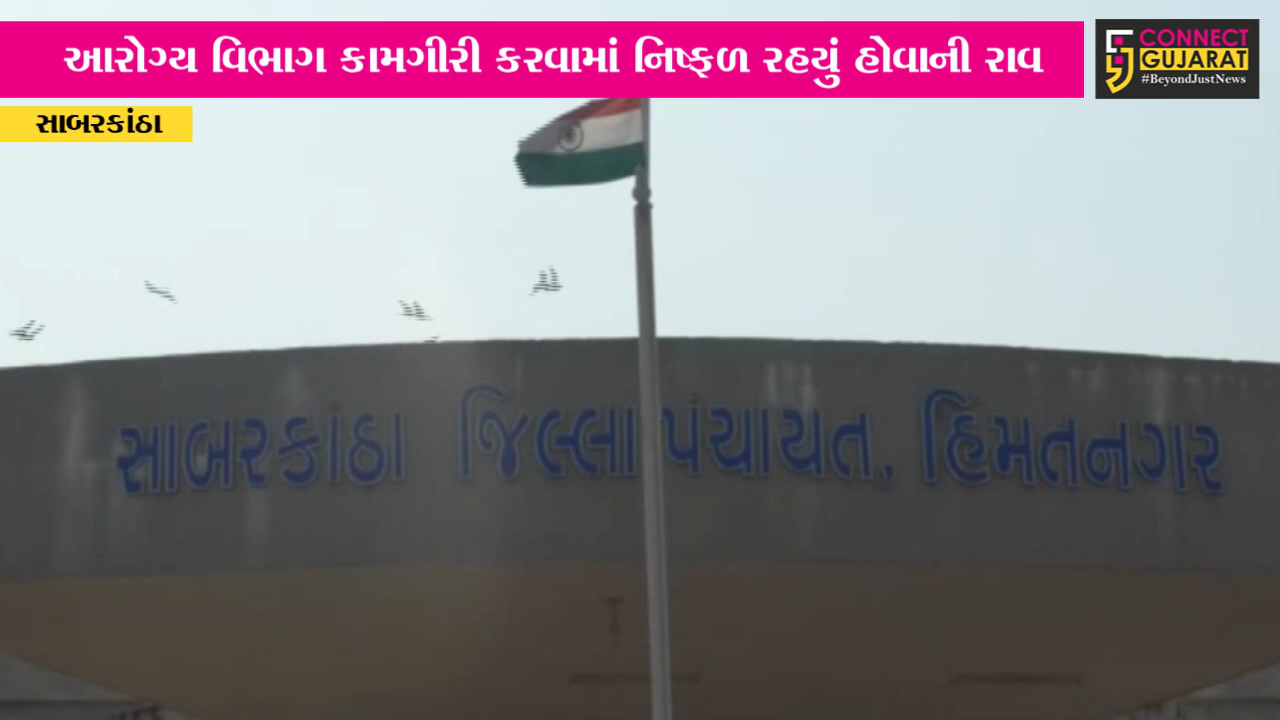 આરોગ્ય વિભાગ કામગીરી કરવામાં નિષ્ફળ રહયું હોવાની રાવ
CONNECT
GUJARAT
#BeyondJustNews
સાબરકાંઠા
સાબરકાંઠા જિલ્લા પંચાયત, હિંમતનગર